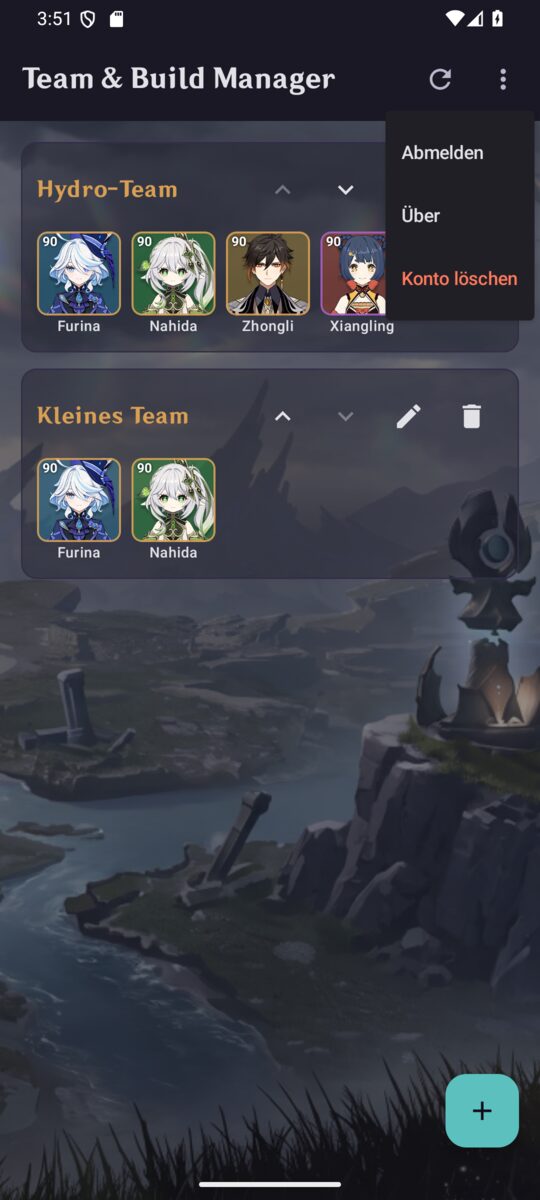 3:51
Team & Build Manager
Abmelden
Über
Konto löschen
Hydro-Team
90 90 90 90
Furina Nahida Zhongli Xiangling
Kleines Team
90 90
Furina Nahida